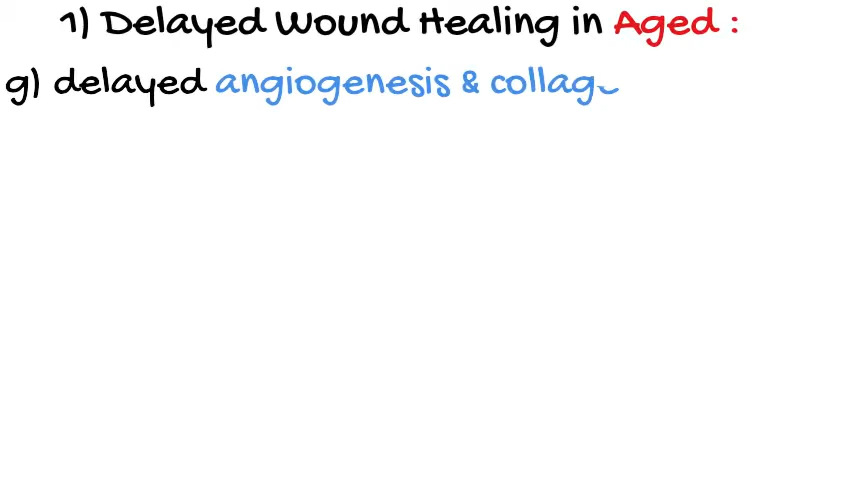 1) Delayed Wound Healing in Aged :
g) delayed angiogenesis & collag